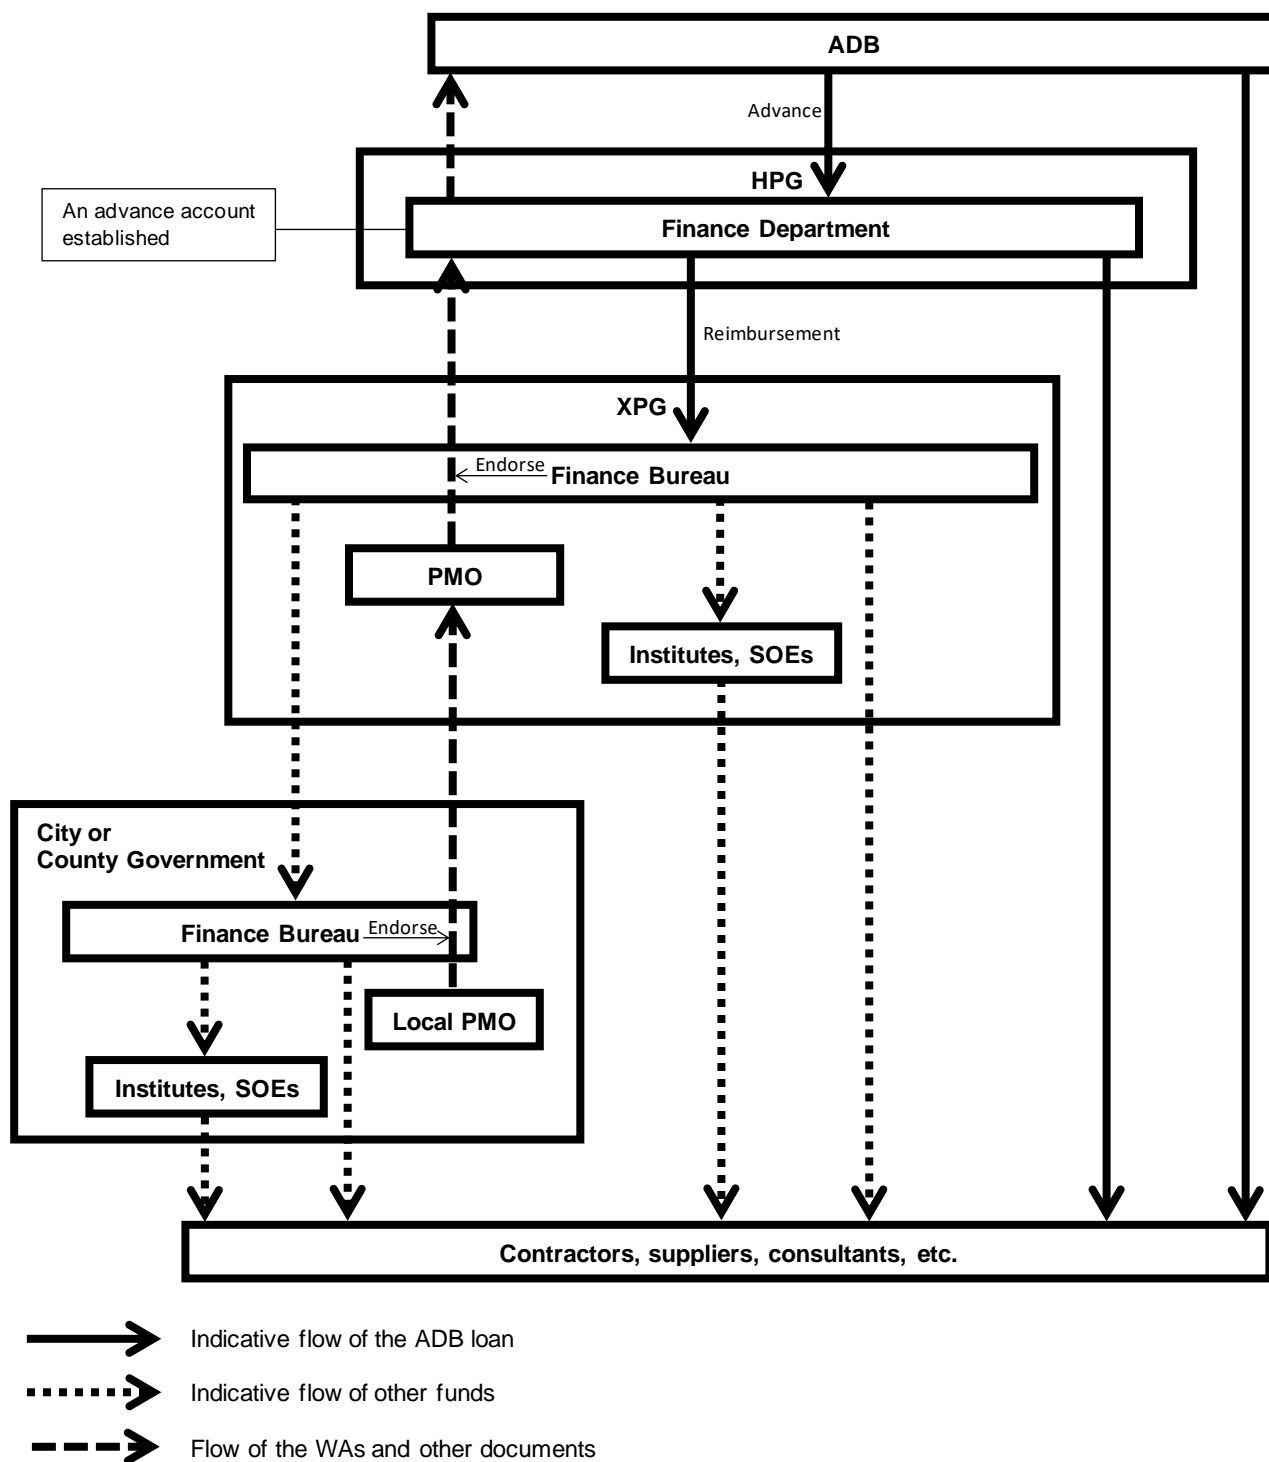 ADB
Advance
HPG
An advance account
established
Finance Department
Reimbursement
XPG
Endorse
Finance Bureau
PMO
Institutes, SOEs
City or
County Government
Finance Bureau
Endorse
Local PMO
Institutes, SOEs
Contractors, suppliers, consultants, etc.
Indicative flow of the ADB loan
Indicative flow of other funds
Flow of the WAs and other documents